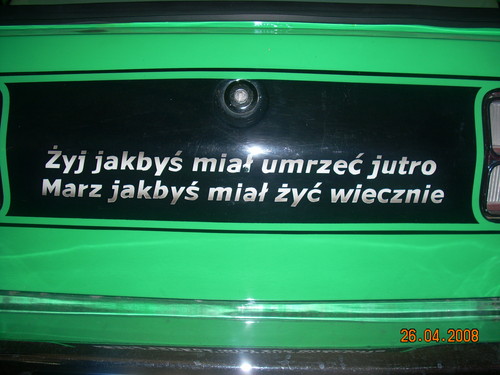 Żyj jakbyś miał umrzeć jutro
Marz jakbyś miał żyć wiecznie
26.04.2008